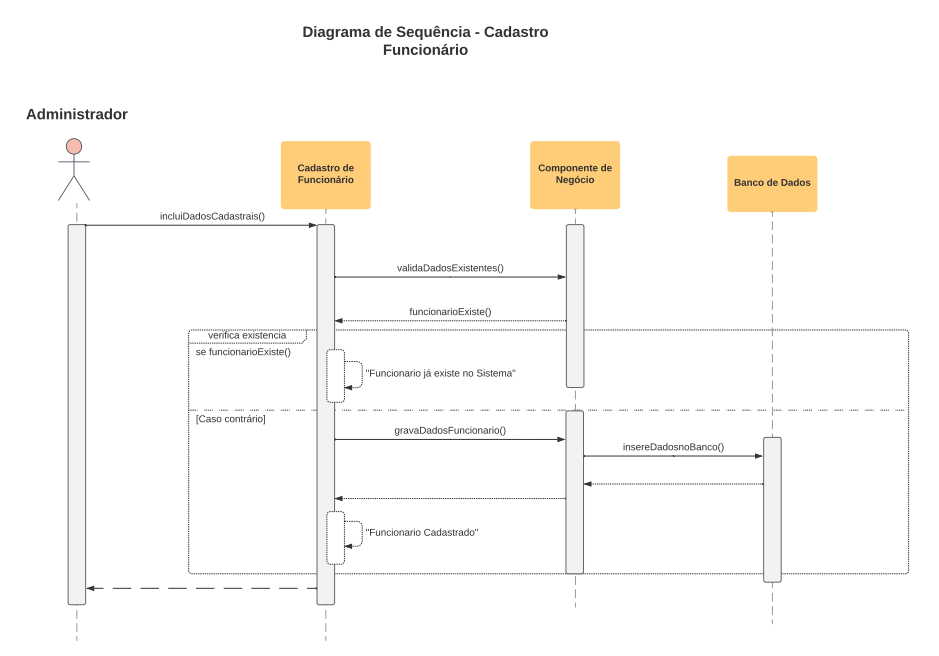 Diagrama de Sequência - Cadastro
Funcionário
Administrador
Cadastro de
Funcionário
Componente de
Negócio
Banco de Dados
incluiDadosCadastrais()
validaDadosExistentes()
funcionarioExiste()
verifica existencia
se funcionarioExiste()
"Funcionario já existe no Sistema"
[Caso contrário]
gravaDadosFuncionario()
insereDadosnoBanco()
"Funcionario Cadastrado"